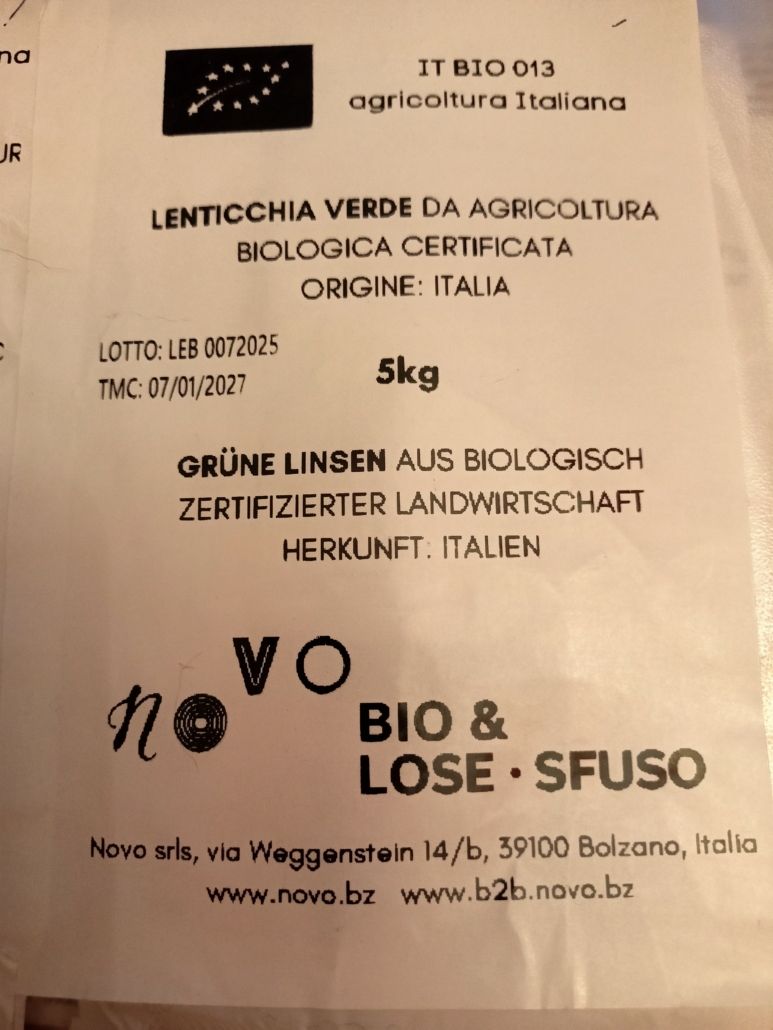 na
UR
IT BIO 013
agricoltura Italiana
LENTICCHIA VERDE DA AGRICOLTURA
BIOLOGICA CERTIFICATA
ORIGINE: ITALIA
LOTTO: LEB 0072025
TMC: 07/01/2027
5kg
GRÜNE LINSEN AUS BIOLOGISCH
ZERTIFIZIERTER LANDWIRTSCHAFT
HERKUNFT: ITALIEN
nOVO
BIO &
LOSE · SFUSO
Novo srls, via Weggenstein 14/b, 39100 Bolzano, Italia
www.novo.bz www.b2b.novo.bz